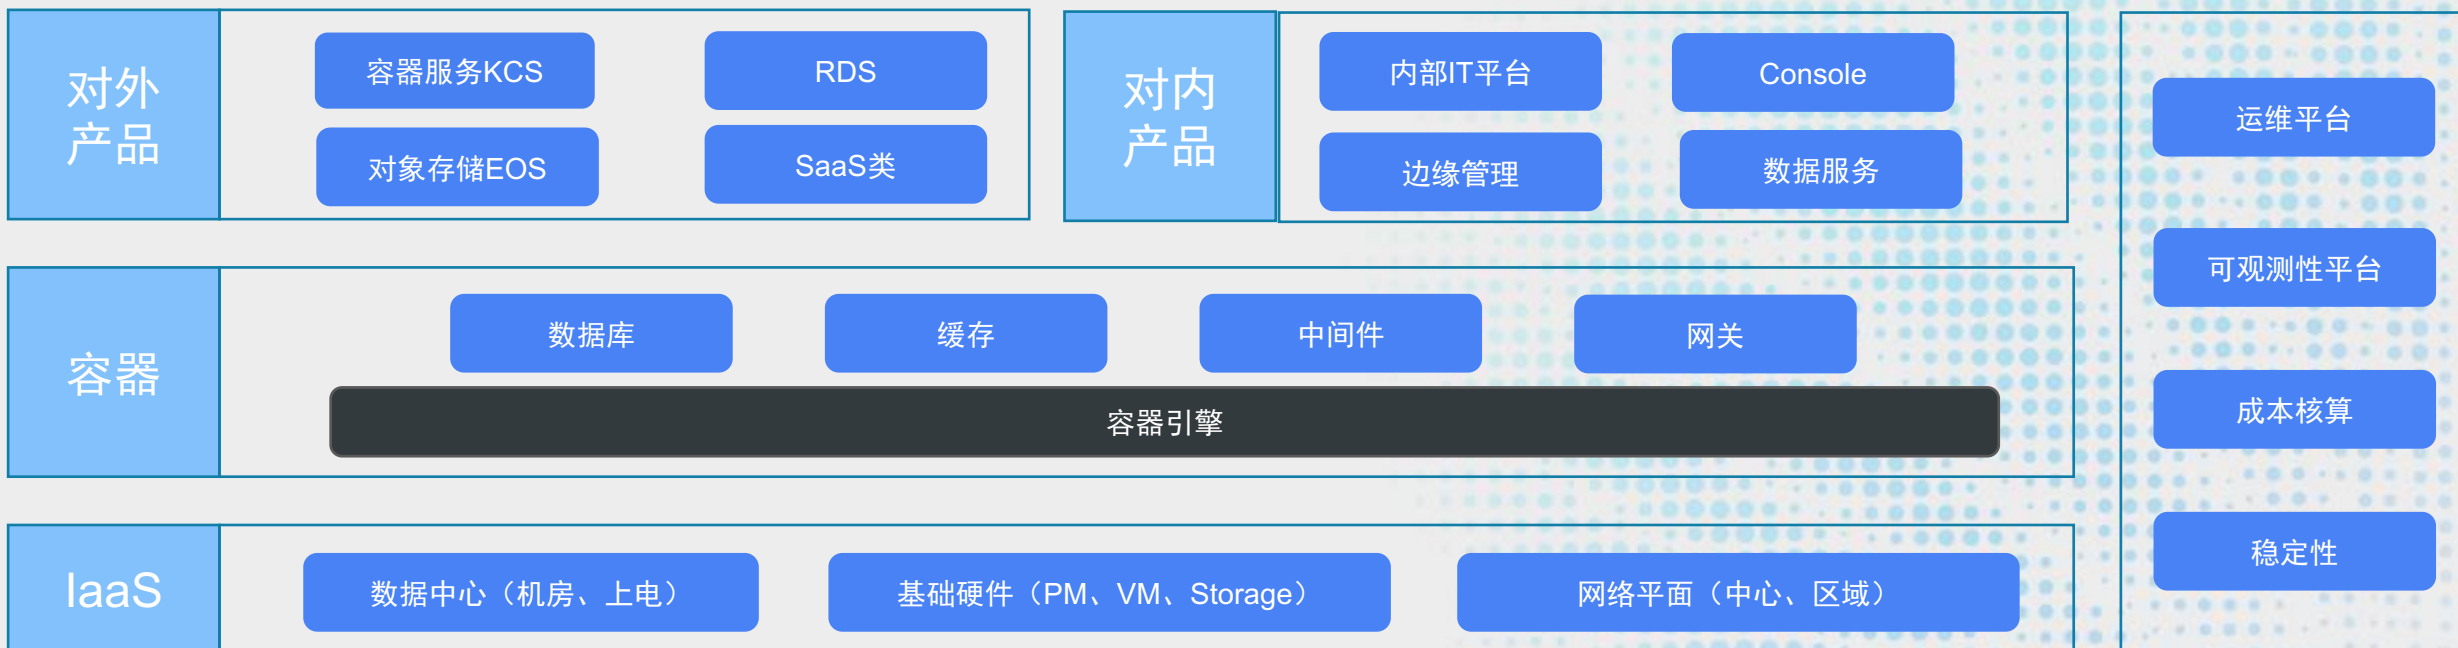 对外
产品
容器服务KCS
RDS
对象存储EOS
SaaS类
对内
产品
内部IT平台
Console
边缘管理
数据服务
容器
数据库
缓存
中间件
网关
容器引擎
IaaS
数据中心（机房、上电）
基础硬件（PM、VM、Storage）
网络平面（中心、区域）
运维平台
可观测性平台
成本核算
稳定性